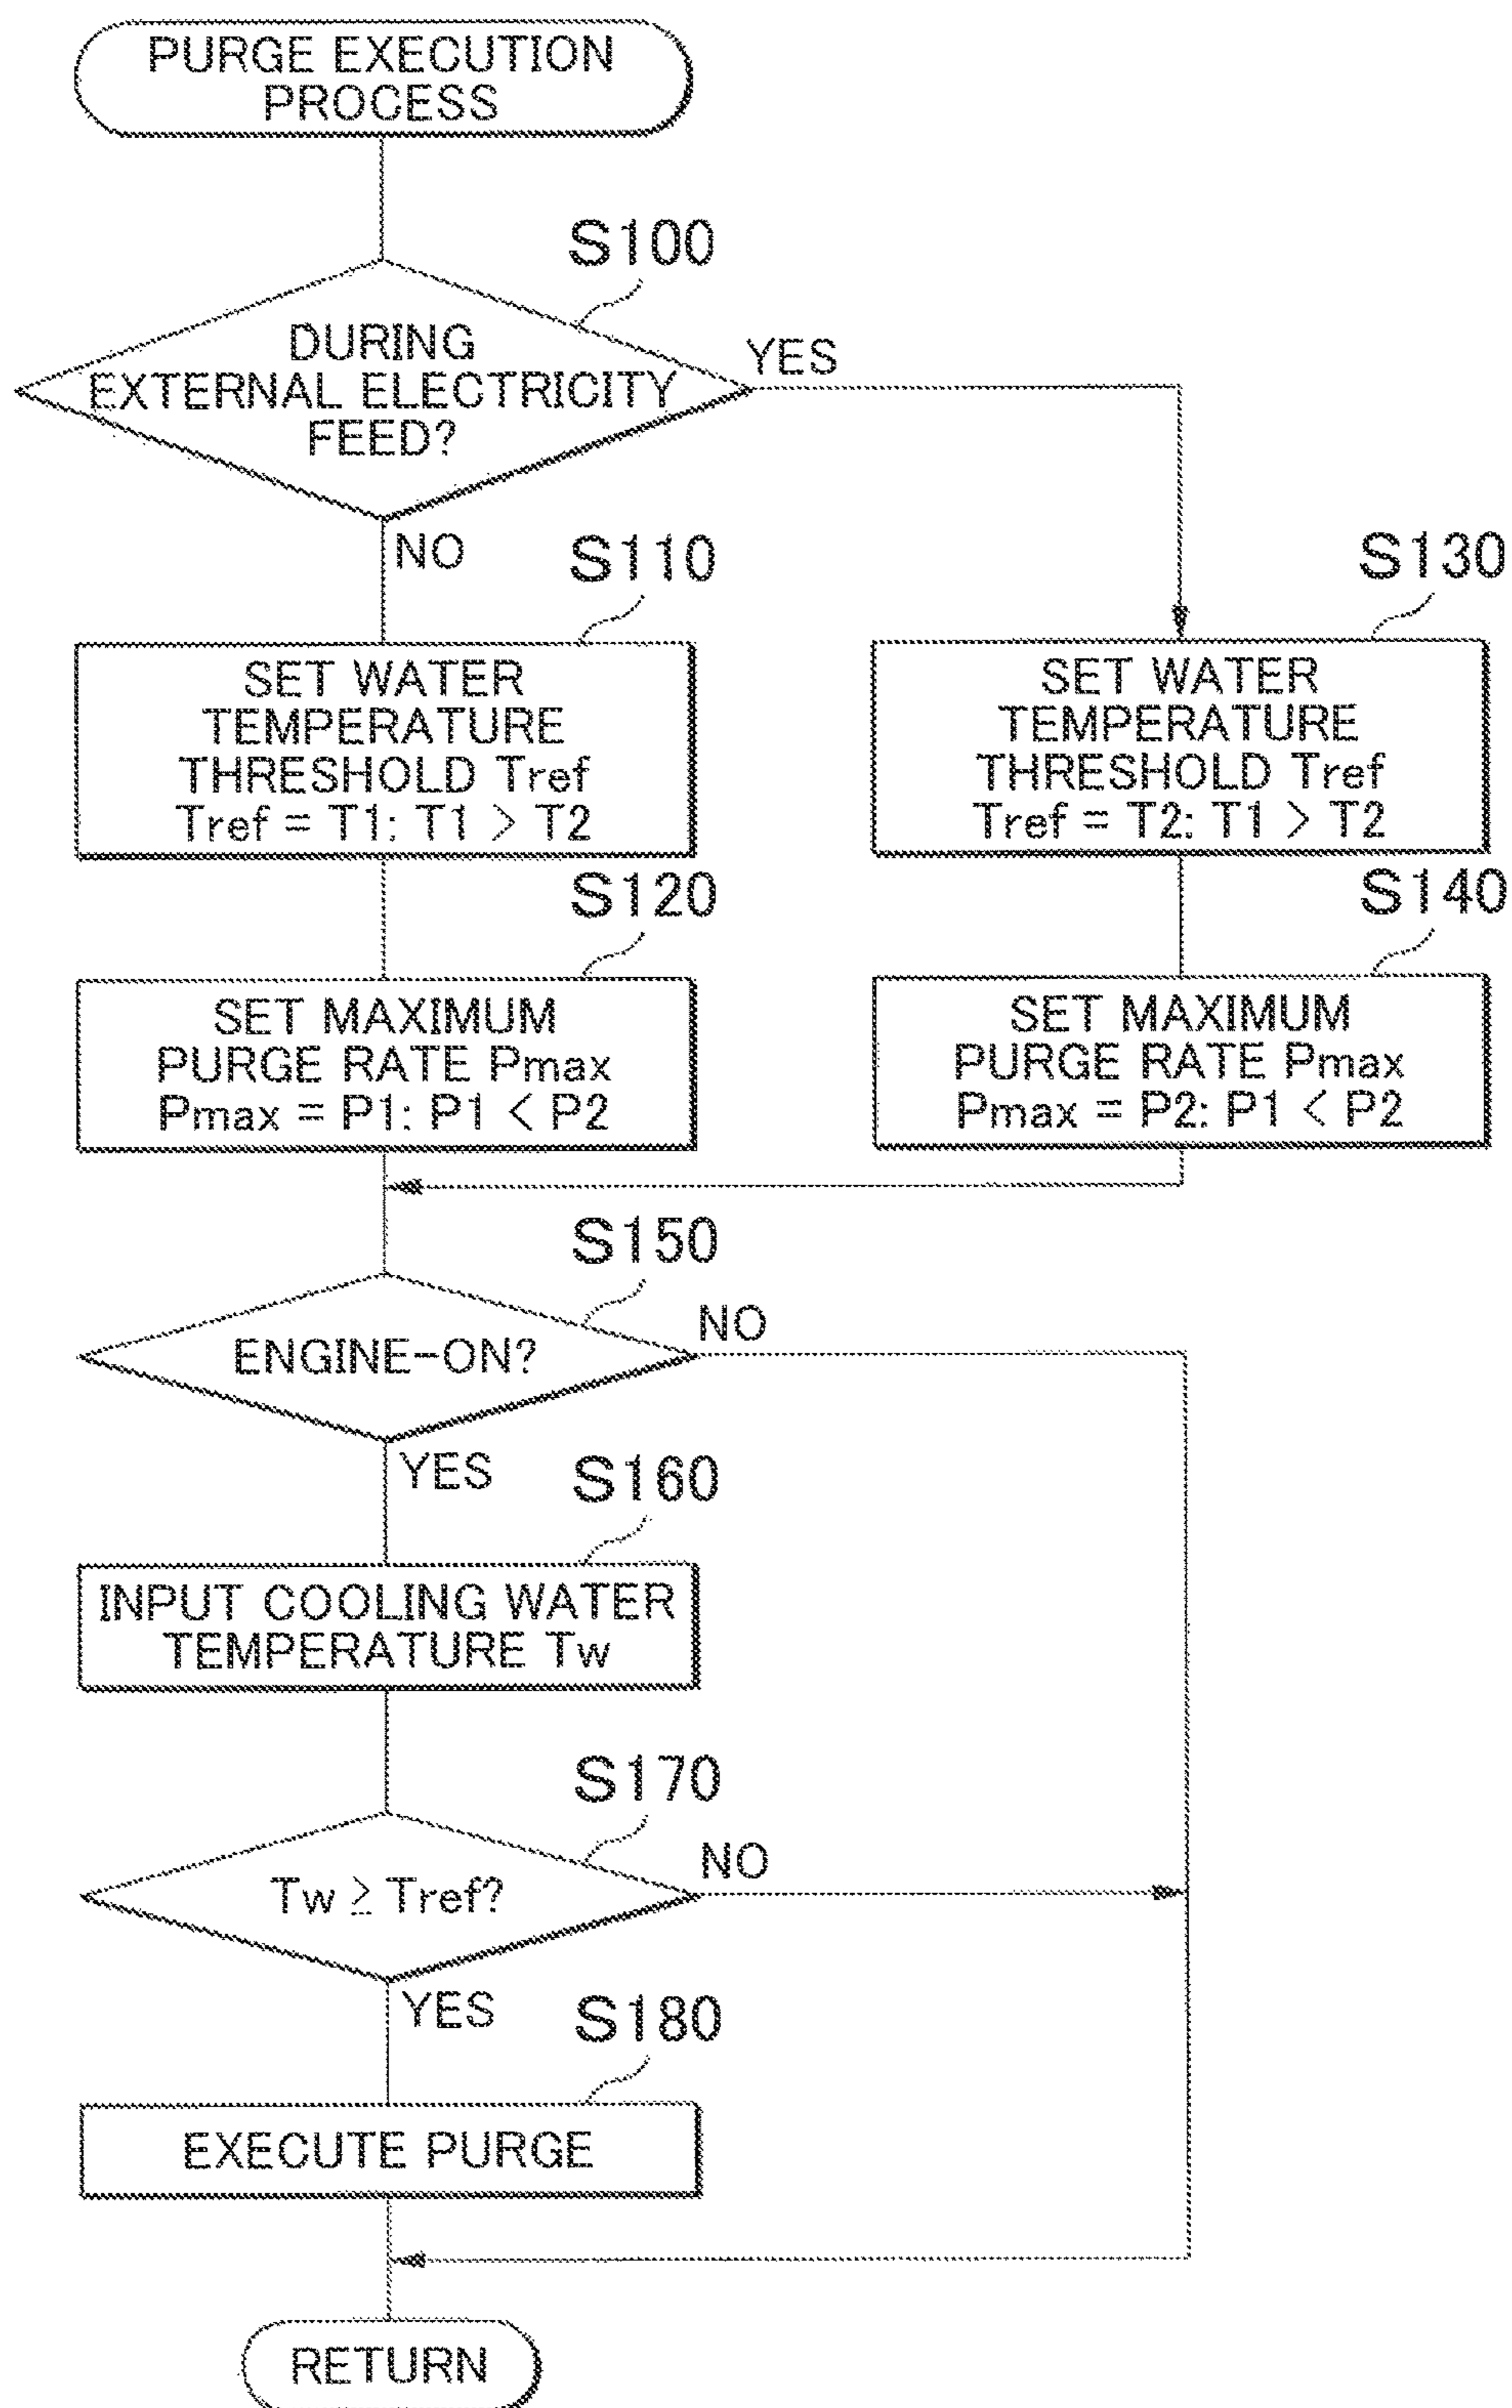 PURGE EXECUTION
PROCESS
S100
DURING
EXTERNAL ELECTRICITY
FEED?
YES
NO
S110
SET WATER
TEMPERATURE
THRESHOLD Tref
Tref = T1: T1 > T2
S130
SET WATER
TEMPERATURE
THRESHOLD Tref
Tref = T2: T1 > T2
S120
SET MAXIMUM
PURGE RATE Pmax
Pmax = P1: P1 < P2
S140
SET MAXIMUM
PURGE RATE Pmax
Pmax = P2: P1 < P2
S150
ENGINE-ON?
NO
YES
S160
INPUT COOLING WATER
TEMPERATURE Tw
S170
Tw ≥ Tref?
NO
YES
S180
EXECUTE PURGE
RETURN